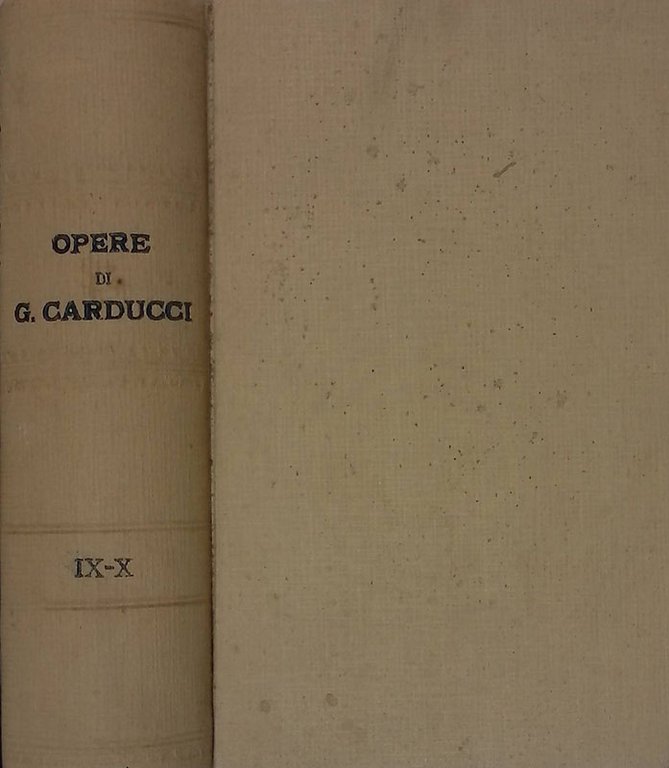 OPERE
DI
G. CARDUCCI
IX-X